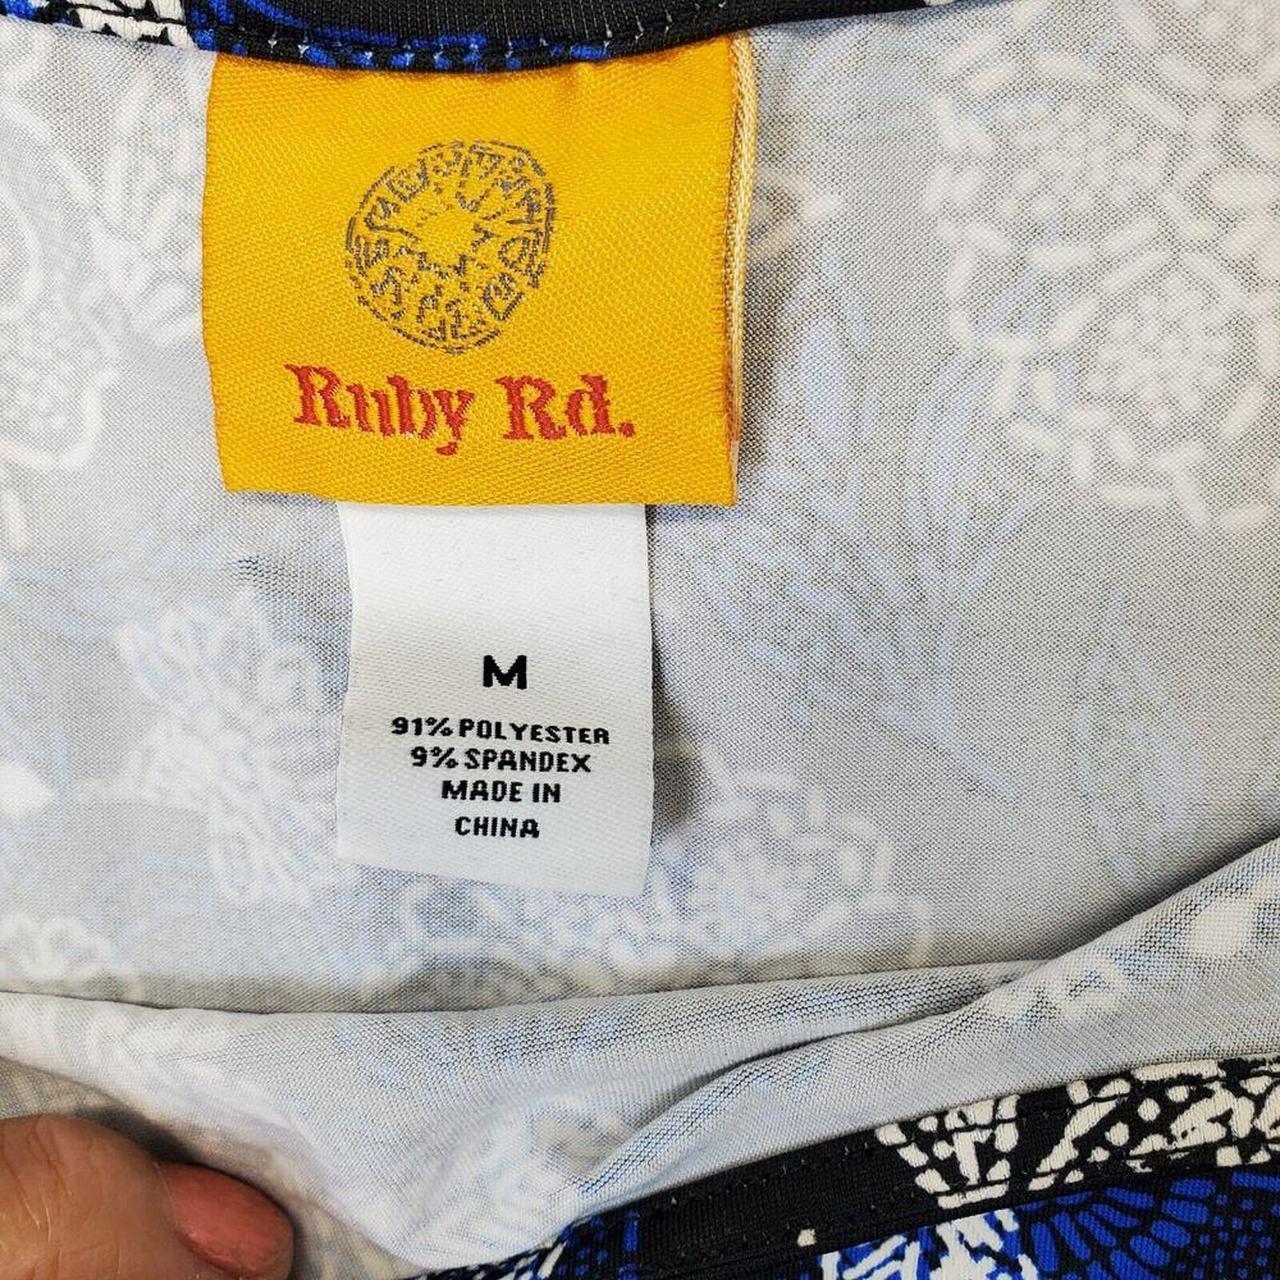 Ruby Rd.
M
91% POLYESTER
9% SPANDEX
MADE IN
CHINA